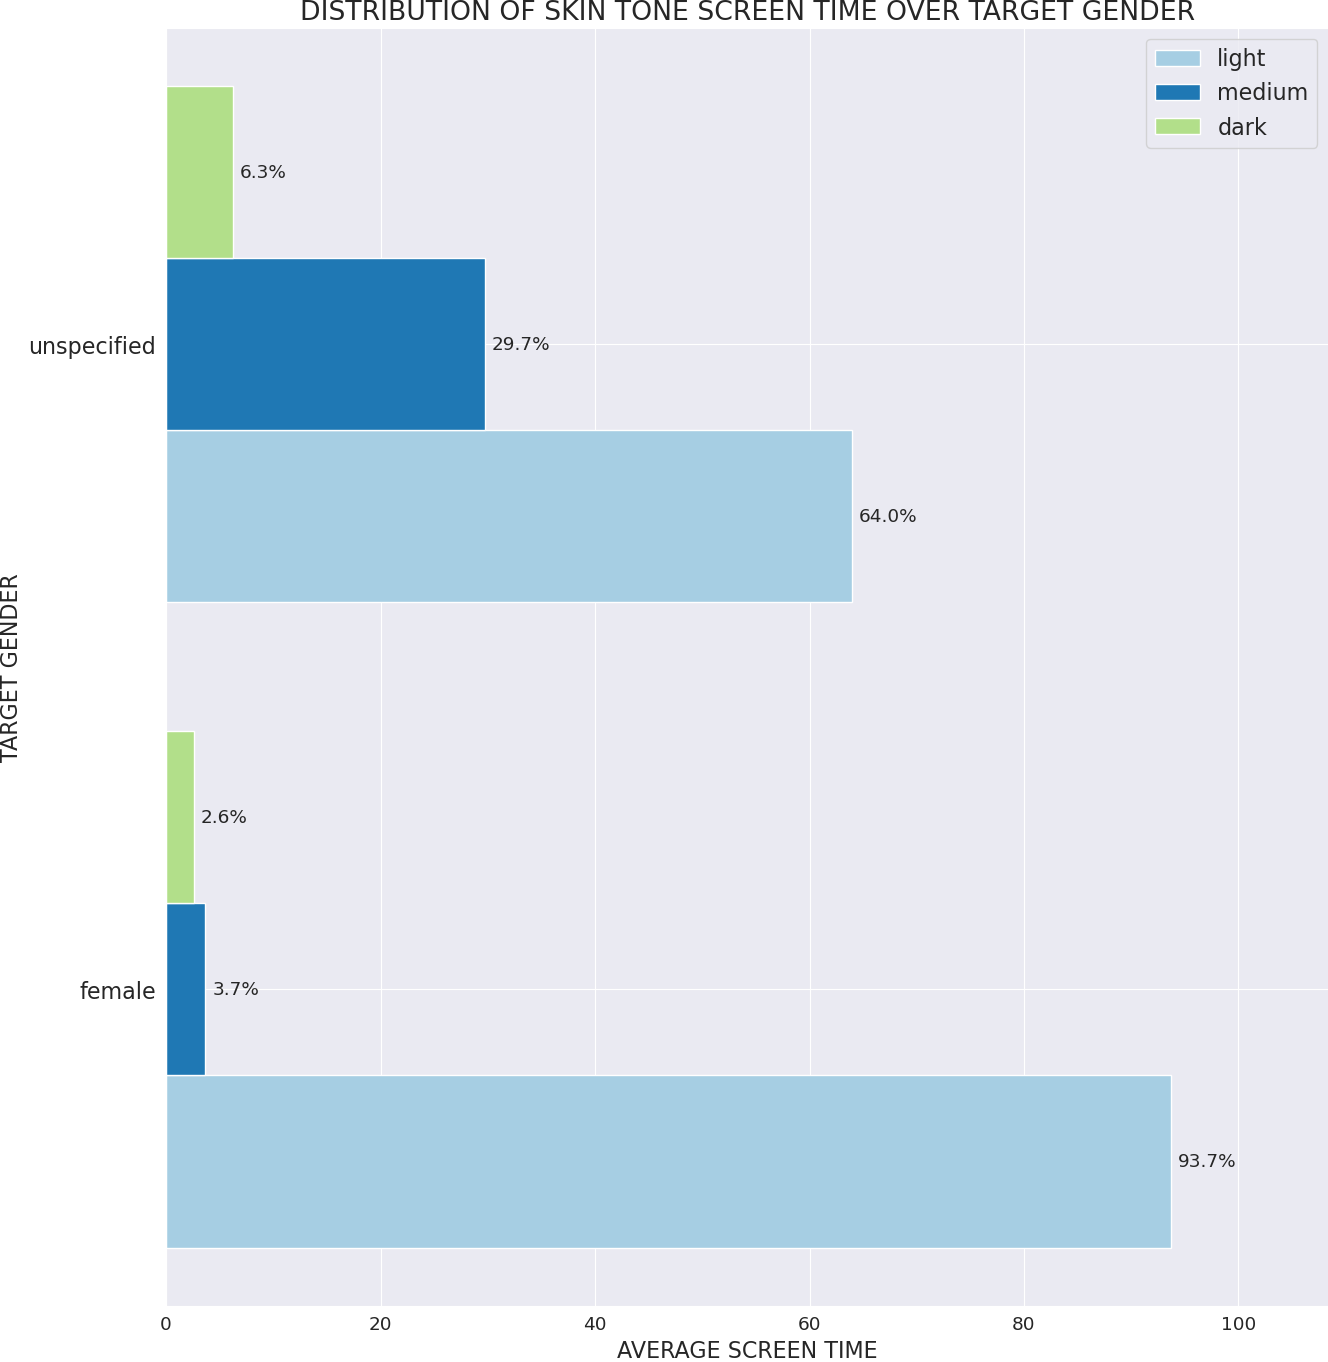 DISTRIBUTION OF SKIN TONE SCREEN TIME OVER TARGET GENDER
light
medium
dark
6.3%
unspecified
29.7%
64.0%
TARGET GENDER
2.6%
female
3.7%
93.7%
0 20 40 60 80 100
AVERAGE SCREEN TIME